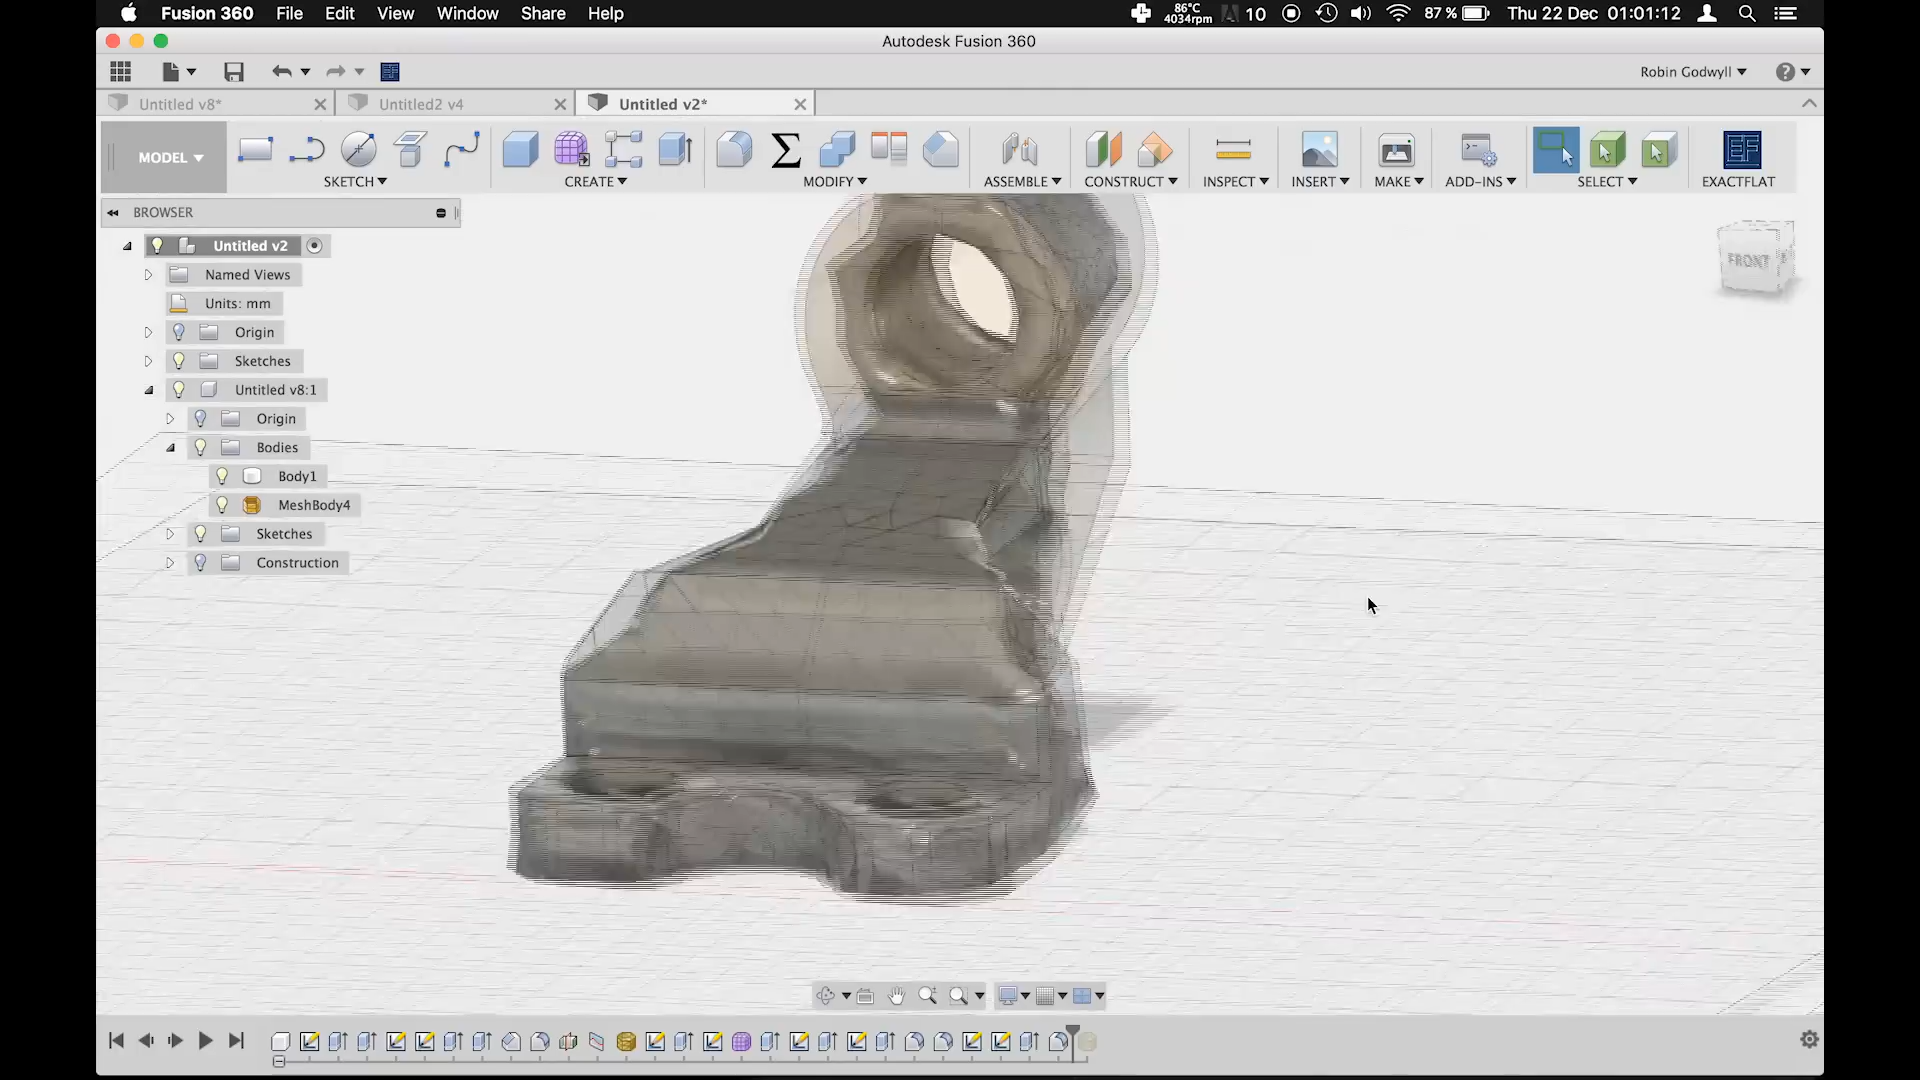 Fusion 360 File Edit View Window Share Help 86°C 4034rpm 10 87 % Thu 22 Dec 01:01:12
Autodesk Fusion 360
Robin Godwyll
Untitled v8* Untitled2 v4 Untitled v2*
MODEL
SKETCH CREATE MODIFY ASSEMBLE CONSTRUCT INSPECT INSERT MAKE ADD-INS SELECT EXACTFLAT
BROWSER
Untitled v2
Named Views
Units: mm
Origin
Sketches
Untitled v8:1
Origin
Bodies
Body1
MeshBody4
Sketches
Construction
FRONT